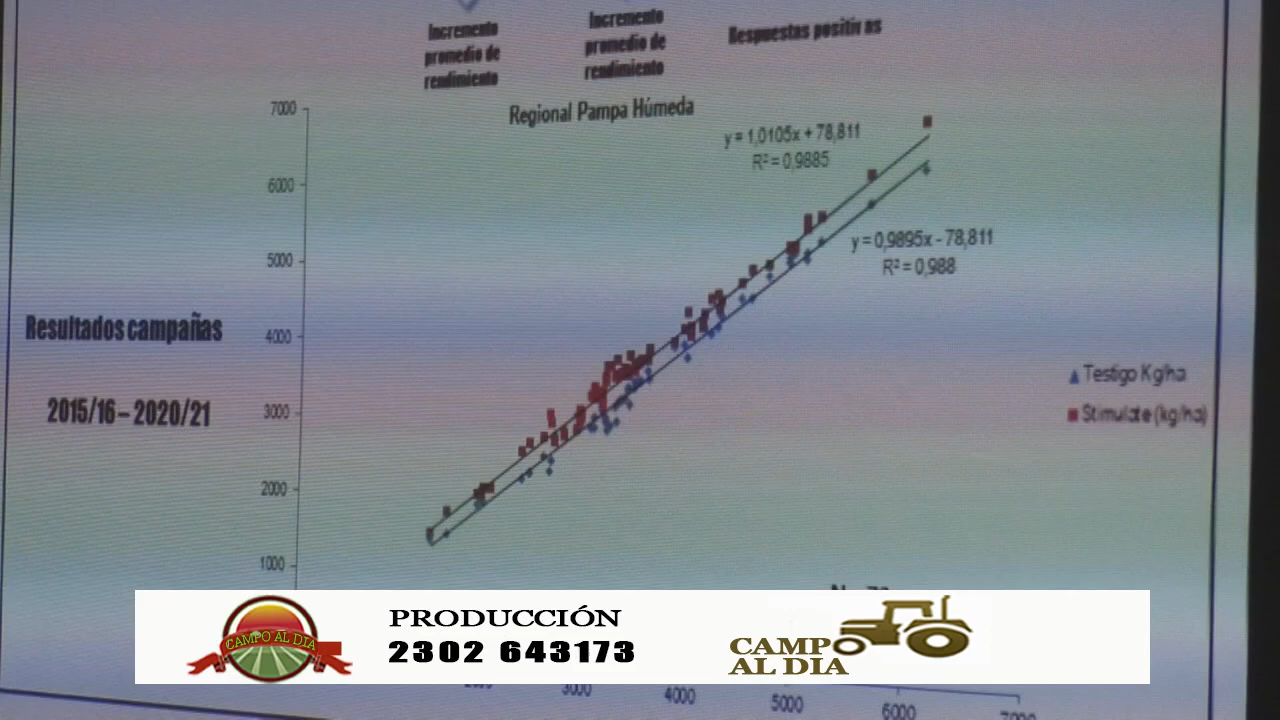 Incremento
promedio de
rendimiento
Incremento
promedio de
rendimiento
Respuestas positivas
Regional Pampa Húmeda
7000
6000
5000
4000
3000
2000
1000
y = 1,0105x + 78,811
R² = 0,9885
y = 0,9895x - 78,811
R² = 0,988
Resultados campañas
2015/16 – 2020/21
Testigo Kg/ha
Stimulate (kg/ha)
3000
4000
5000
6000
7000
CAMPO AL DIA
PRODUCCIÓN
2302 643173
CAMPO
AL DIA